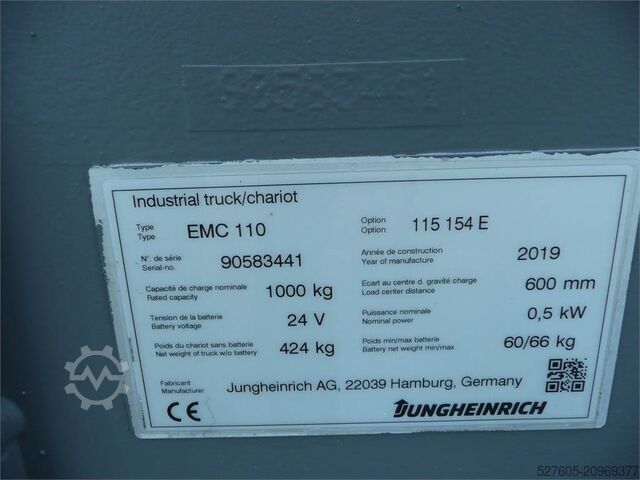 Industrial truck/chariot
Type
Type
EMC 110
Option
Option
115 154 E
N°. de série
Serial-no.
90583441
Année de construction
Year of manufacture
2019
Capacité de charge nominale
Rated capacity
1000 kg
Ecart au centre d. gravité charge
Load center distance
600 mm
Tension de la batterie
Battery voltage
24 V
Puissance nominale
Nominal power
0,5 kW
Poids du chariot sans batterie
Net weight of truck w/o battery
424 kg
Poids min/max batterie
Battery net weight min/max
60/66 kg
Fabricant
Manufacturer
Jungheinrich AG, 22039 Hamburg, Germany
CE
JUNGHEINRICH
527605-20969377